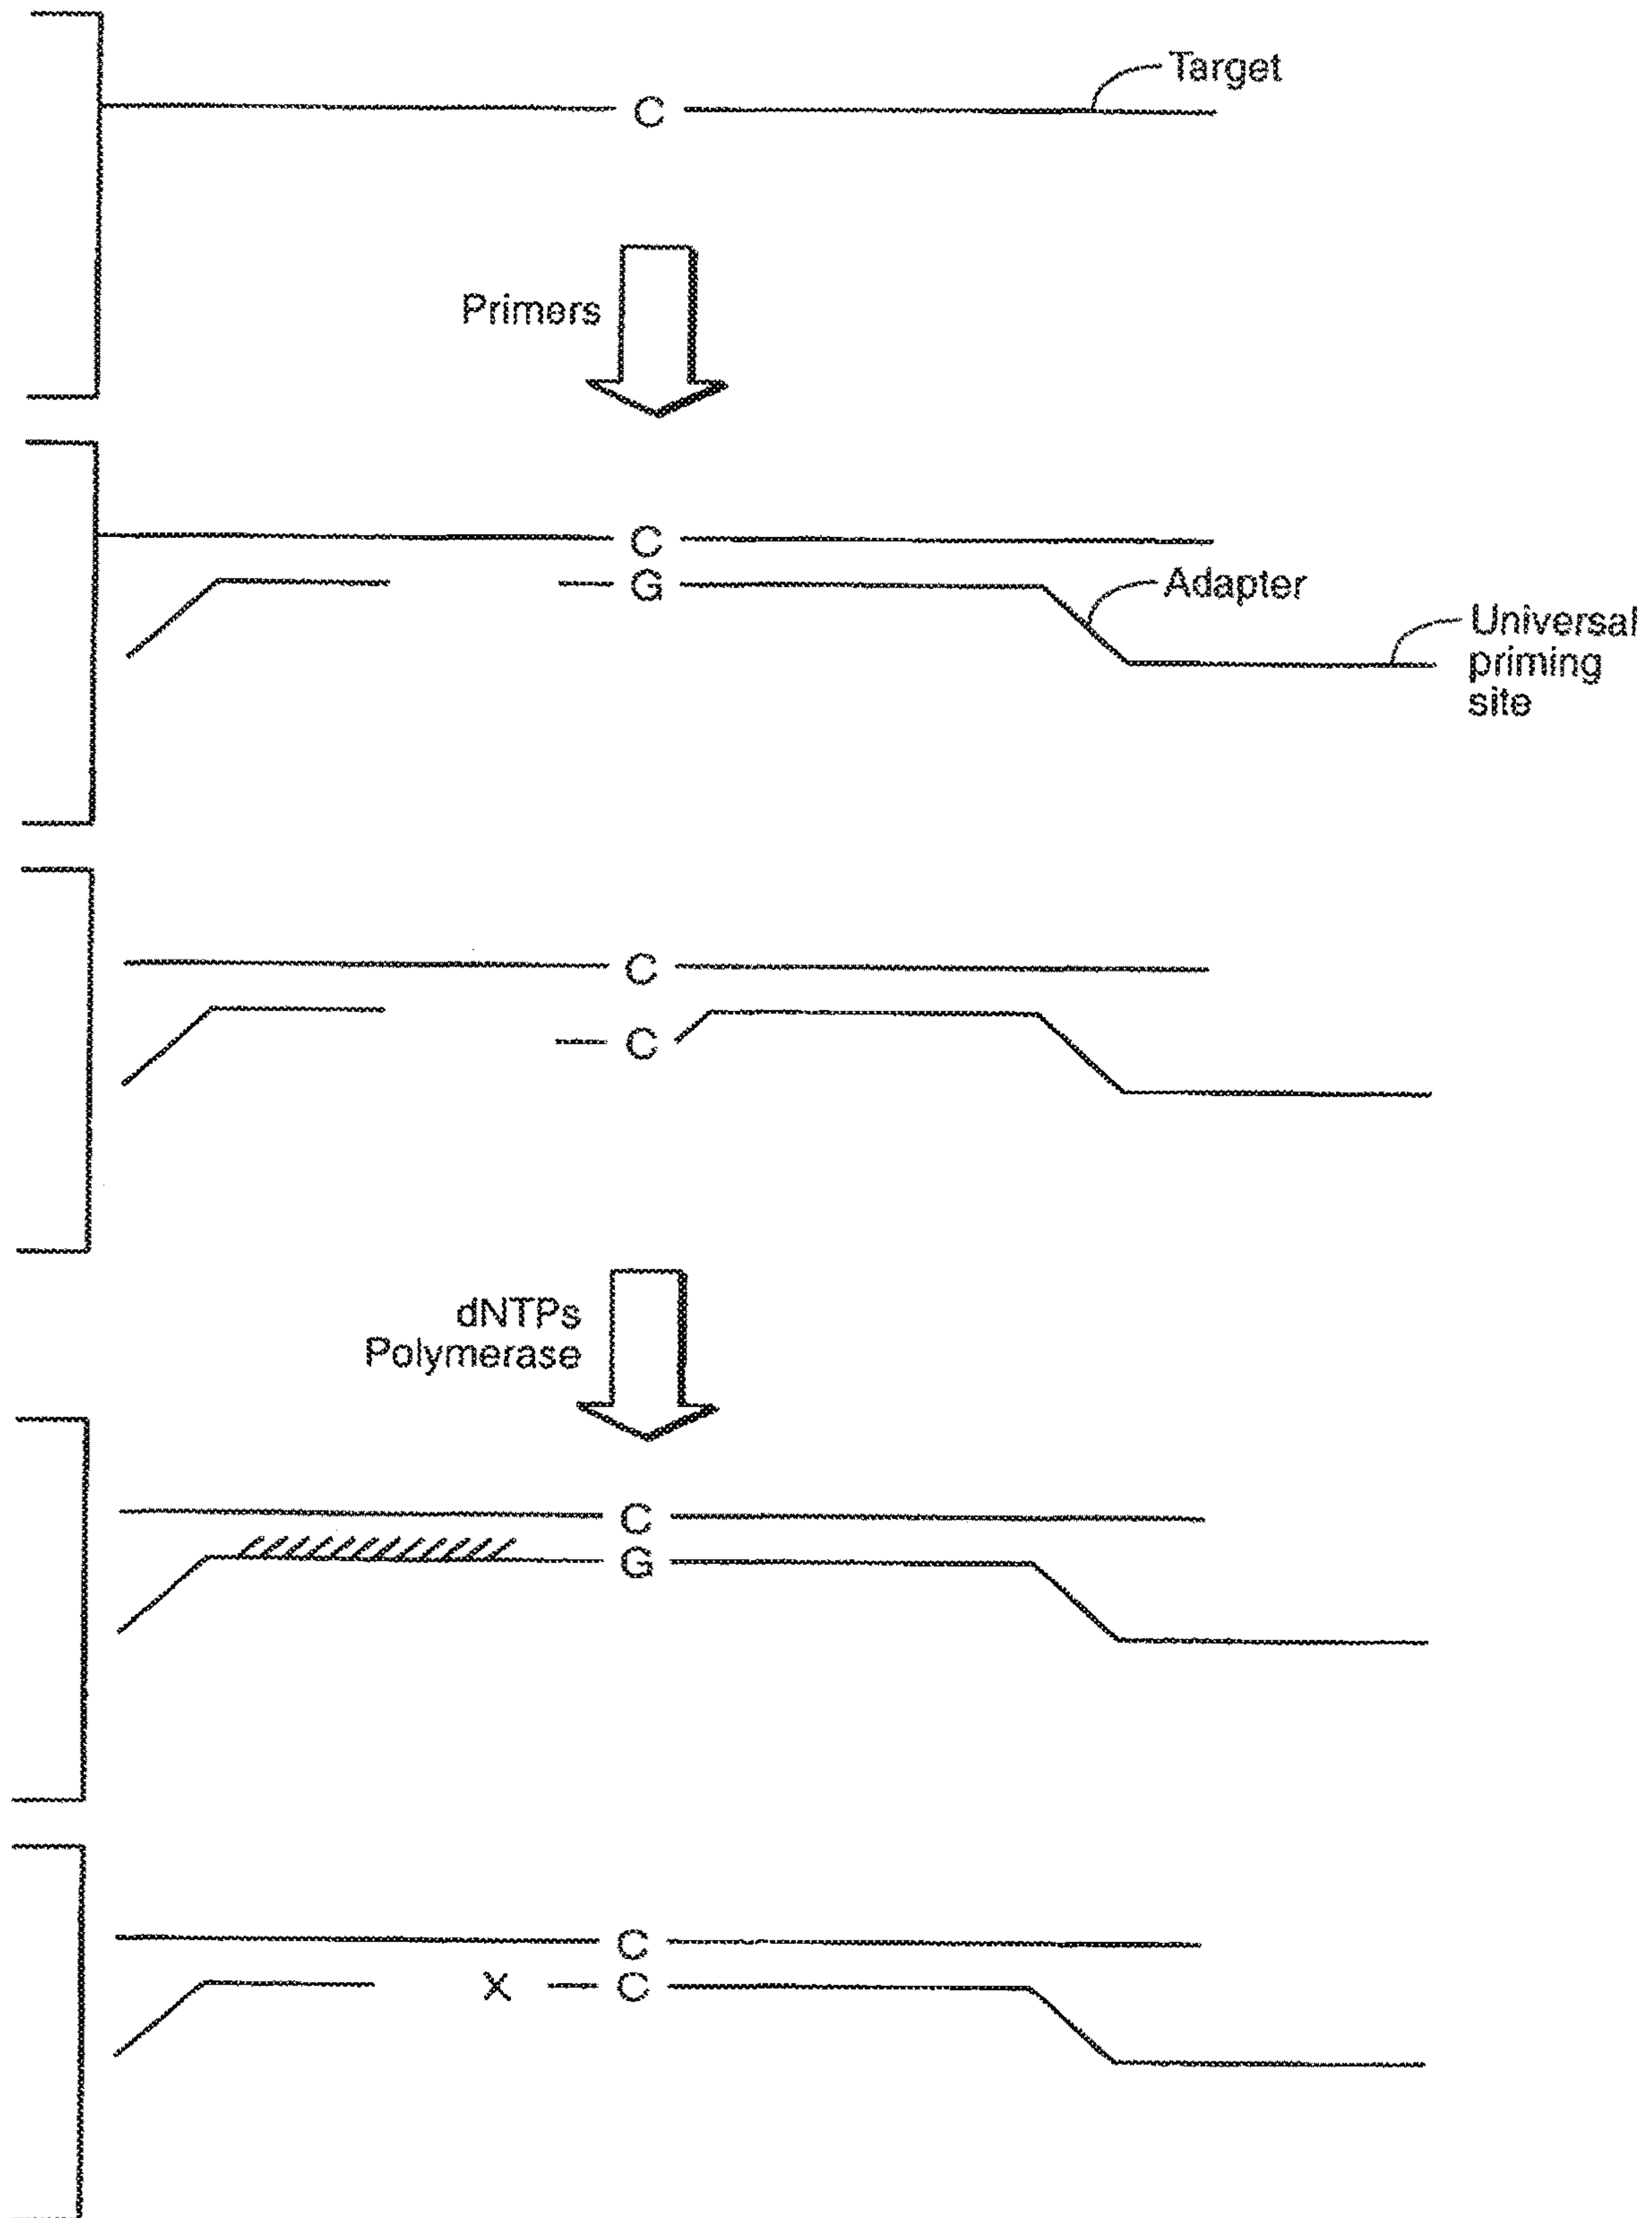 Target
C
Primers
C
G
Adapter
Universal
priming
site
C
C
dNTPs
Polymerase
C
G
C
X
C